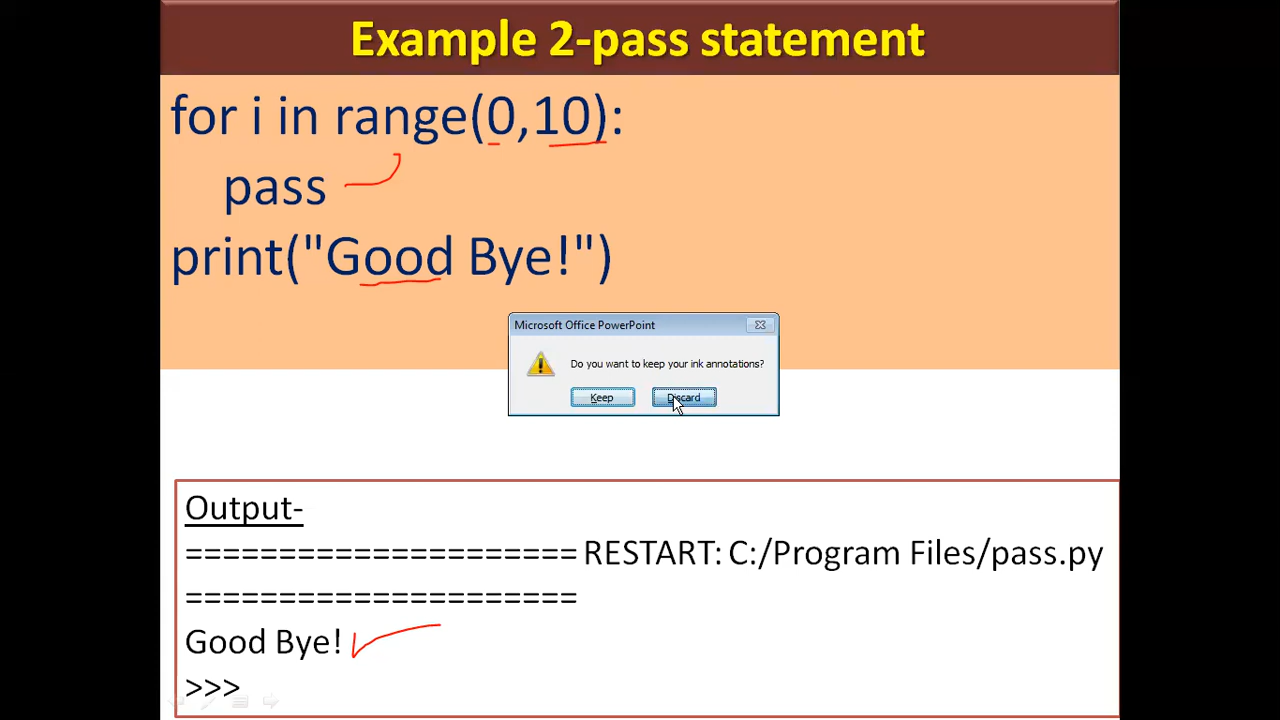 Example 2-pass statement
for i in range(0,10):
pass
print("Good Bye!")
Microsoft Office PowerPoint
Do you want to keep your ink annotations?
Keep Discard
Output-
===================== RESTART: C:/Program Files/pass.py
=====================
Good Bye!
>>>